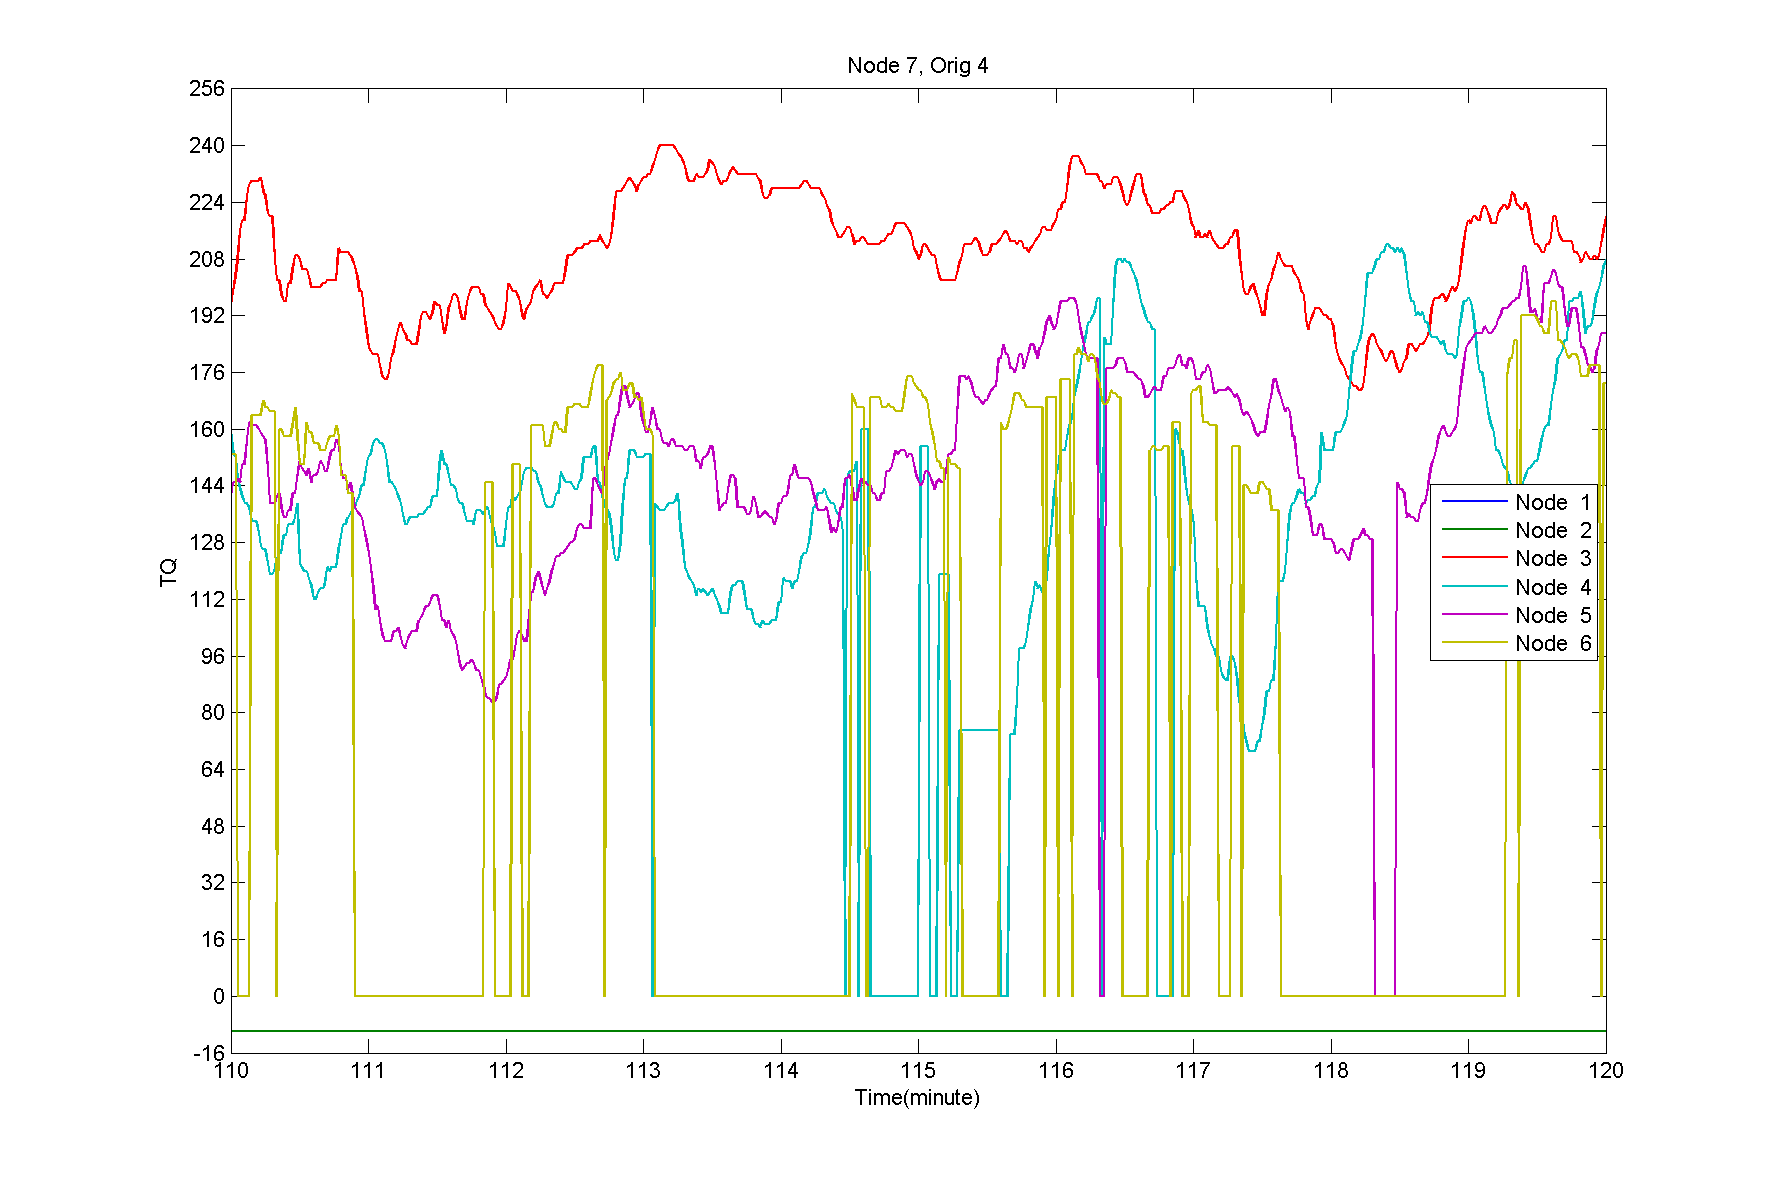 Node 7, Orig 4
256
240
224
208
192
176
160
144
128
112
96
80
64
48
32
16
0
-16
TQ
Node 1
Node 2
Node 3
Node 4
Node 5
Node 6
110 111 112 113 114 115 116 117 118 119 120
Time(minute)